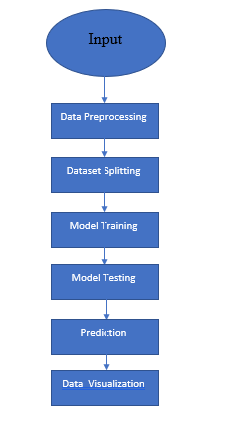 Input
Data Preprocessing
Dataset Splitting
Model Training
Model Testing
Prediction
Data Visualization